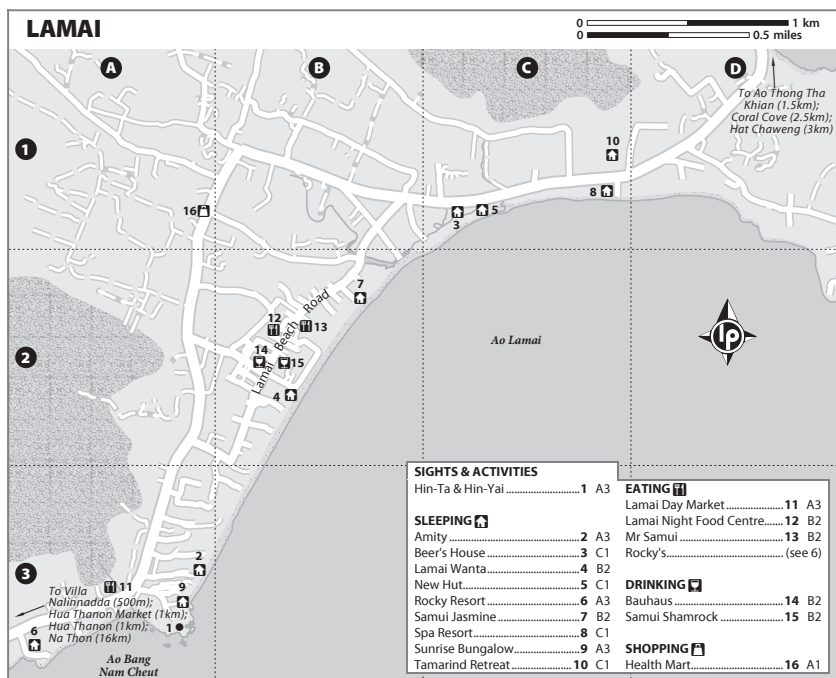 LAMAI
0 1 km
0 0.5 miles
A
B
C
D
To Ao Thong Tha
Khian (1.5km);
Coral Cove (2.5km);
Hat Chaweng (3km)
1
10
8
16
3
5
7
Lamai Beach Road
12
13
2
14
15
4
Ao Lamai
lp
3
2
11
9
To Villa
Nalinnadda (500m);
Hua Thanon Market (1km);
Hua Thanon (1km);
Na Thon (16km)
1
6
Ao Bang
Nam Cheut
SIGHTS & ACTIVITIES
Hin-Ta & Hin-Yai 1 A3
SLEEPING
Amity 2 A3
Beer's House 3 C1
Lamai Wanta 4 B2
New Hut 5 C1
Rocky Resort 6 A3
Samui Jasmine 7 B2
Spa Resort 8 C1
Sunrise Bungalow 9 A3
Tamarind Retreat 10 C1
EATING
Lamai Day Market 11 A3
Lamai Night Food Centre 12 B2
Mr Samui 13 B2
Rocky's (see 6)
DRINKING
Bauhaus 14 B2
Samui Shamrock 15 B2
SHOPPING
Health Mart 16 A1